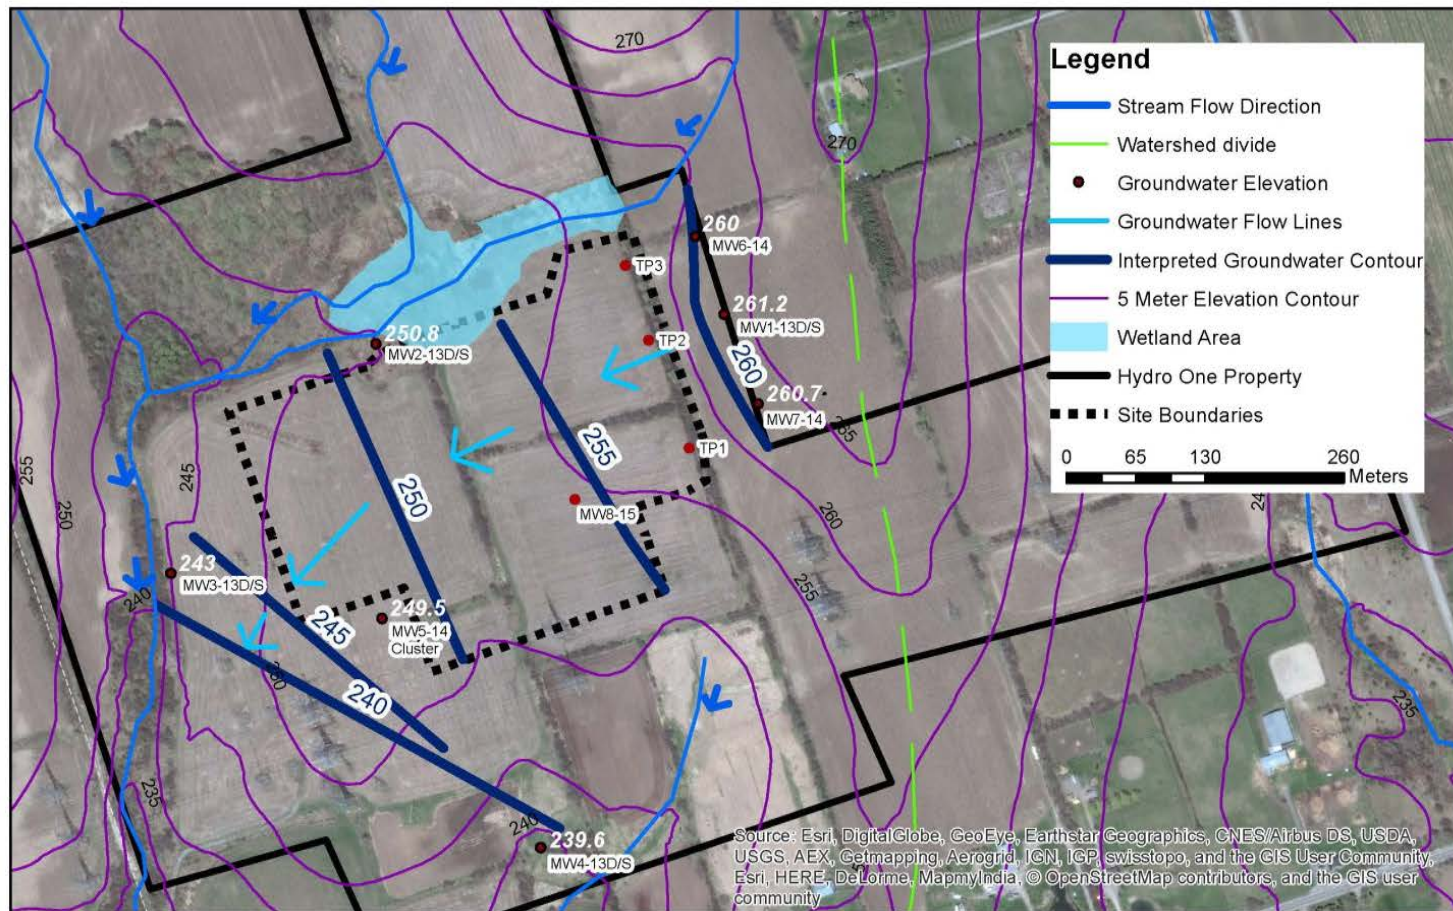 270
Legend
Stream Flow Direction
Watershed divide
Groundwater Elevation
Groundwater Flow Lines
Interpreted Groundwater Contour
5 Meter Elevation Contour
Wetland Area
Hydro One Property
Site Boundaries
0 65 130 260
Meters
270
260
MW6-14
TP3
261.2
MW1-13D/S
250.8
MW2-13D/S
TP2
260
260.7
MW7-14
265
255
TP1
255
250
245
250
MW8-15
260
243
MW3-13D/S
240
249.5
MW5-14
Cluster
245
255
240
235
235
240
239.6
MW4-13D/S
Source: Esri, DigitalGlobe, GeoEye, Earthstar Geographics, CNES/Airbus DS, USDA,
USGS, AEX, Getmapping, Aerogrid, IGN, IGP, swisstopo, and the GIS User Community,
Esri, HERE, DeLorme, MapmyIndia, © OpenStreetMap contributors, and the GIS user
community